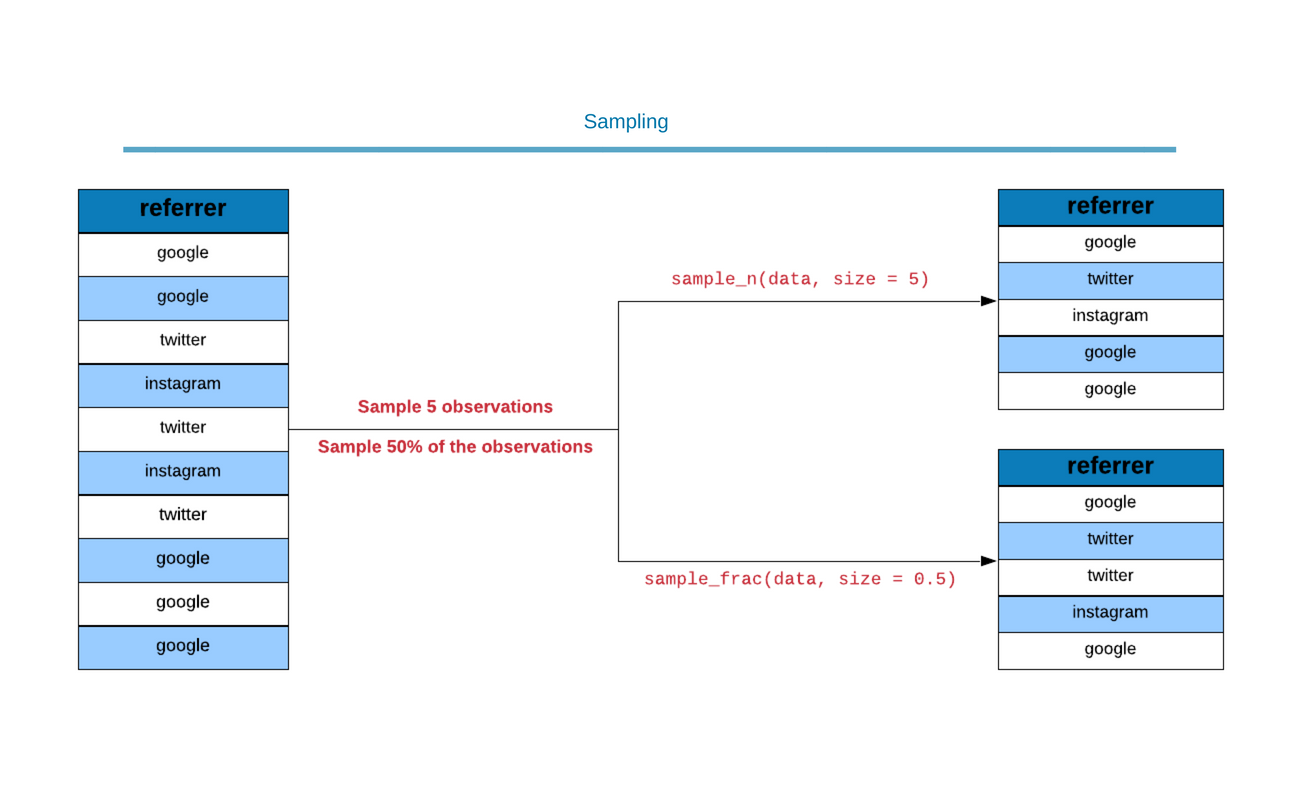 Sampling
referrer
google
google
twitter
instagram
twitter
instagram
twitter
google
google
google
Sample 5 observations
Sample 50% of the observations
sample_n(data, size = 5)
sample_frac(data, size = 0.5)
referrer
google
twitter
instagram
google
google
referrer
google
twitter
twitter
instagram
google